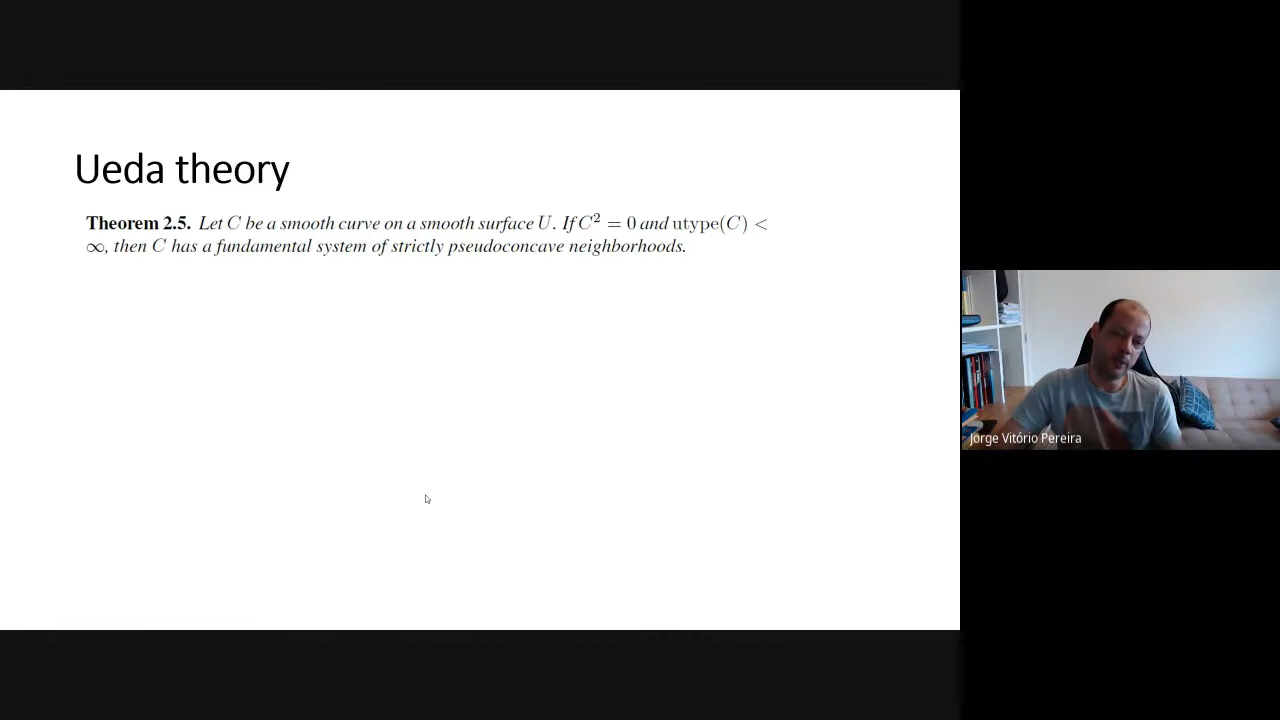 Ueda theory
Theorem 2.5. Let C be a smooth curve on a smooth surface U. If C² = 0 and utype(C) <
∞, then C has a fundamental system of strictly pseudoconcave neighborhoods.
Jorge Vitório Pereira